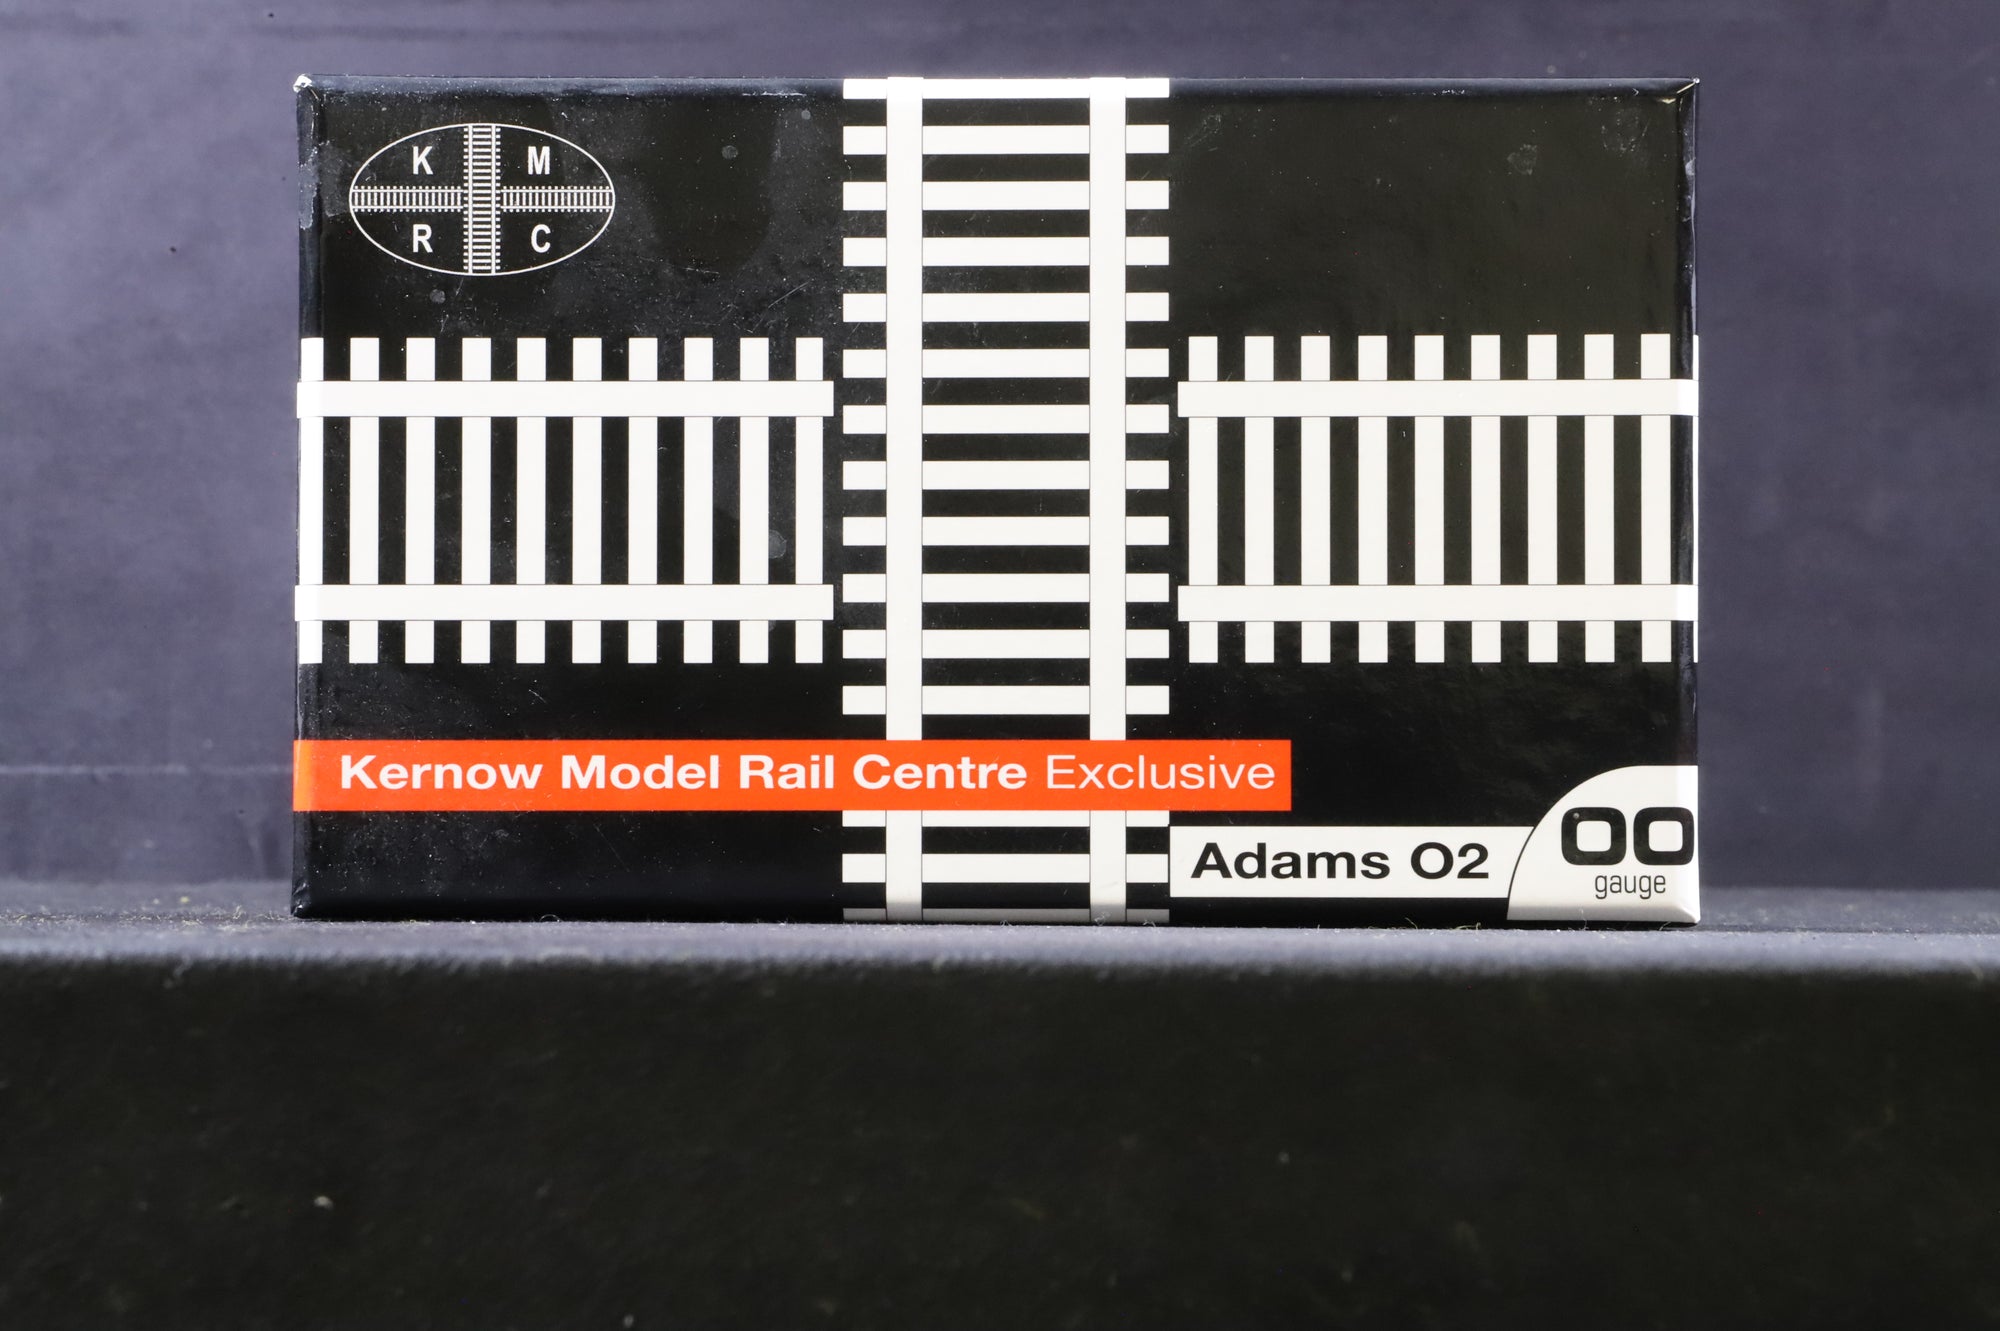 K M
R C
Kernow Model Rail Centre Exclusive
Adams O2
OO
gauge